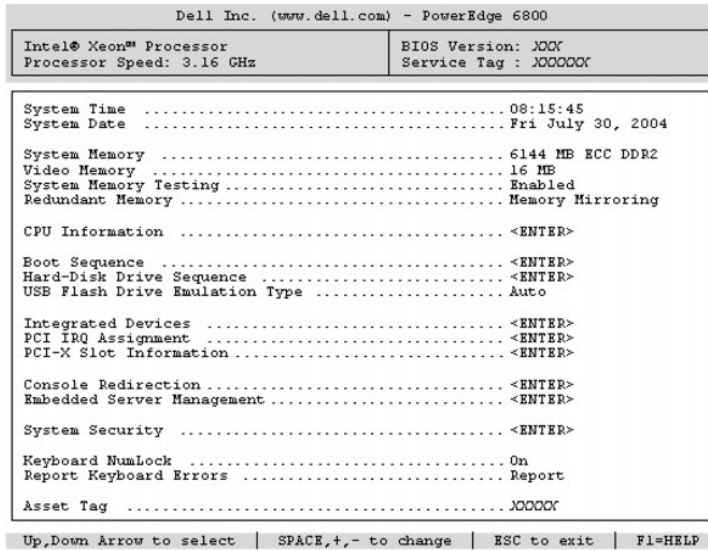 Dell Inc. (www.dell.com) - PowerEdge 6800
Intel® Xeon™ Processor
Processor Speed: 3.16 GHz
BIOS Version: XXX
Service Tag : XXXXXX
System Time ........................................ 08:15:45
System Date ........................................ Fri July 30, 2004
System Memory ...................................... 6144 MB ECC DDR2
Video Memory ....................................... 16 MB
System Memory Testing ............................... Enabled
Redundant Memory .................................... Memory Mirroring
CPU Information .................................... <ENTER>
Boot Sequence ...................................... <ENTER>
Hard-Disk Drive Sequence ........................... <ENTER>
USB Flash Drive Emulation Type ..................... Auto
Integrated Devices ................................. <ENTER>
PCI IRQ Assignment ................................. <ENTER>
PCI-X Slot Information .............................. <ENTER>
Console Redirection ................................. <ENTER>
Embedded Server Management .......................... <ENTER>
System Security .................................... <ENTER>
Keyboard NumLock ................................... On
Report Keyboard Errors ............................. Report
Asset Tag .......................................... XXXXX
Up,Down Arrow to select | SPACE,+,- to change | ESC to exit | F1=HELP